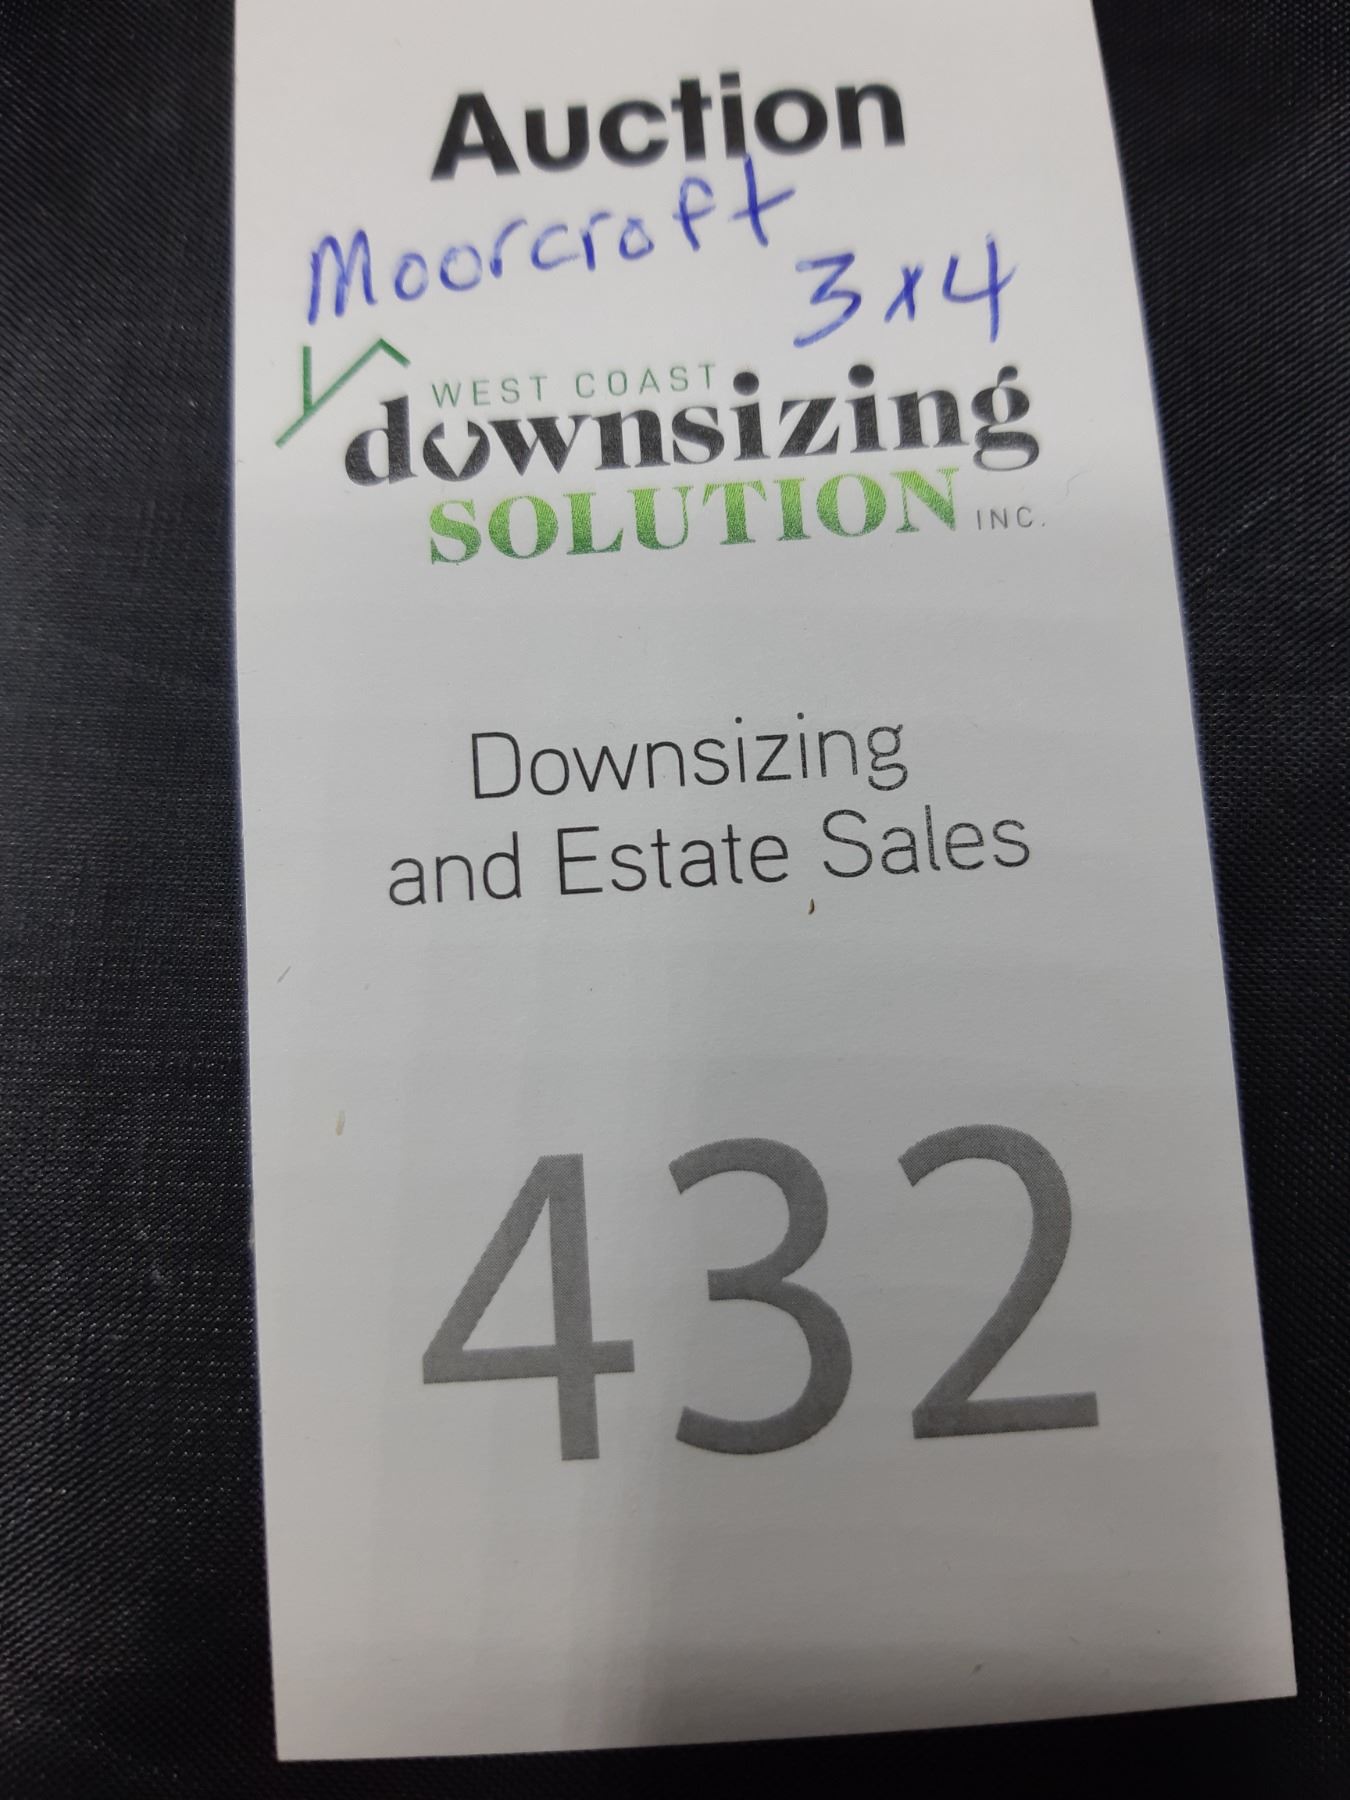 Auction
Moorcroft
3x4
WEST COAST
downsizing
SOLUTION INC.
Downsizing
and Estate Sales
432